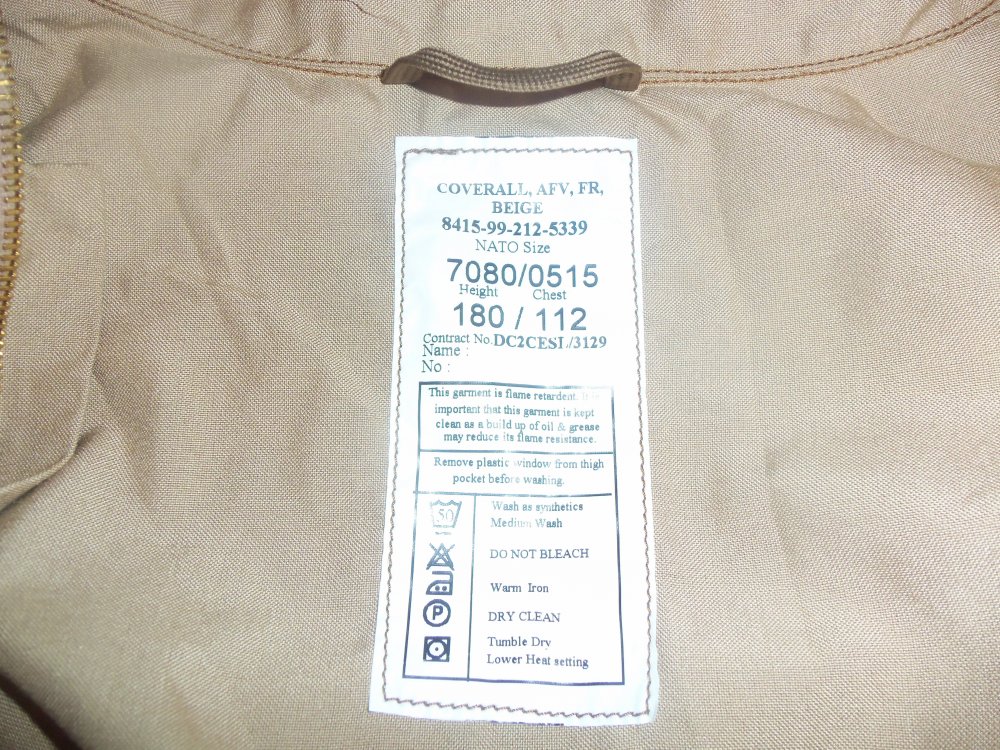 COVERALL, AFV, FR,
BEIGE
8415-99-212-5339
NATO Size
7080/0515
Height Chest
180 / 112
Contract No. DC2CESL/3129
Name :
No :
This garment is flame retardent. It is
important that this garment is kept
clean as a build up of oil & grease
may reduce its flame resistance.
Remove plastic window from thigh
pocket before washing.
50
Wash as synthetics
Medium Wash
DO NOT BLEACH
Warm Iron
P
DRY CLEAN
Tumble Dry
Lower Heat setting